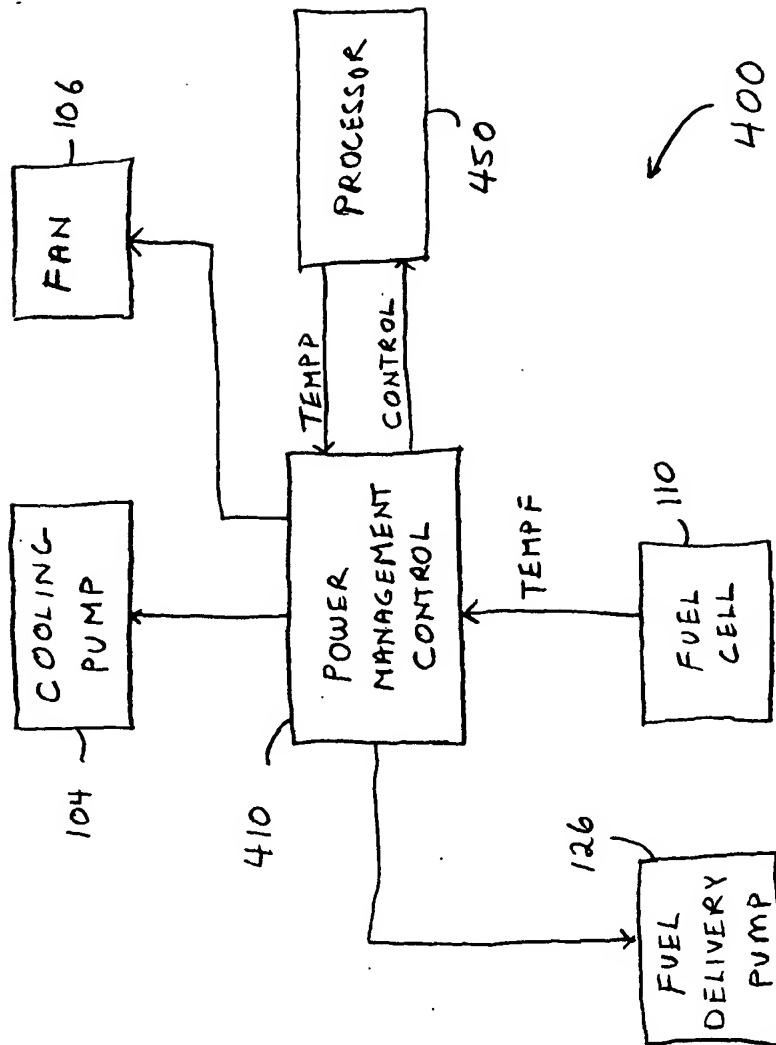 COOLING
PUMP
104
FAN
106
410
POWER
MANAGEMENT
CONTROL
TEMPP
CONTROL
PROCESSOR
450
TEMPF
126
FUEL
DELIVERY
PUMP
110
FUEL
CELL
400